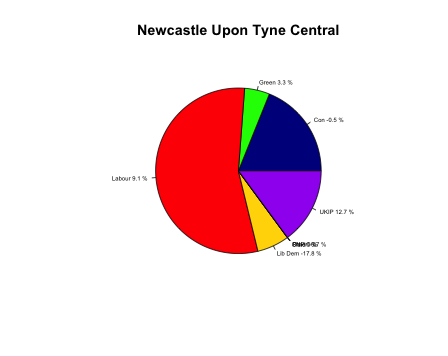 Newcastle Upon Tyne Central
Green 3.3 %
Con -0.5 %
Labour 9.1 %
UKIP 12.7 %
Lib Dem -17.8 %